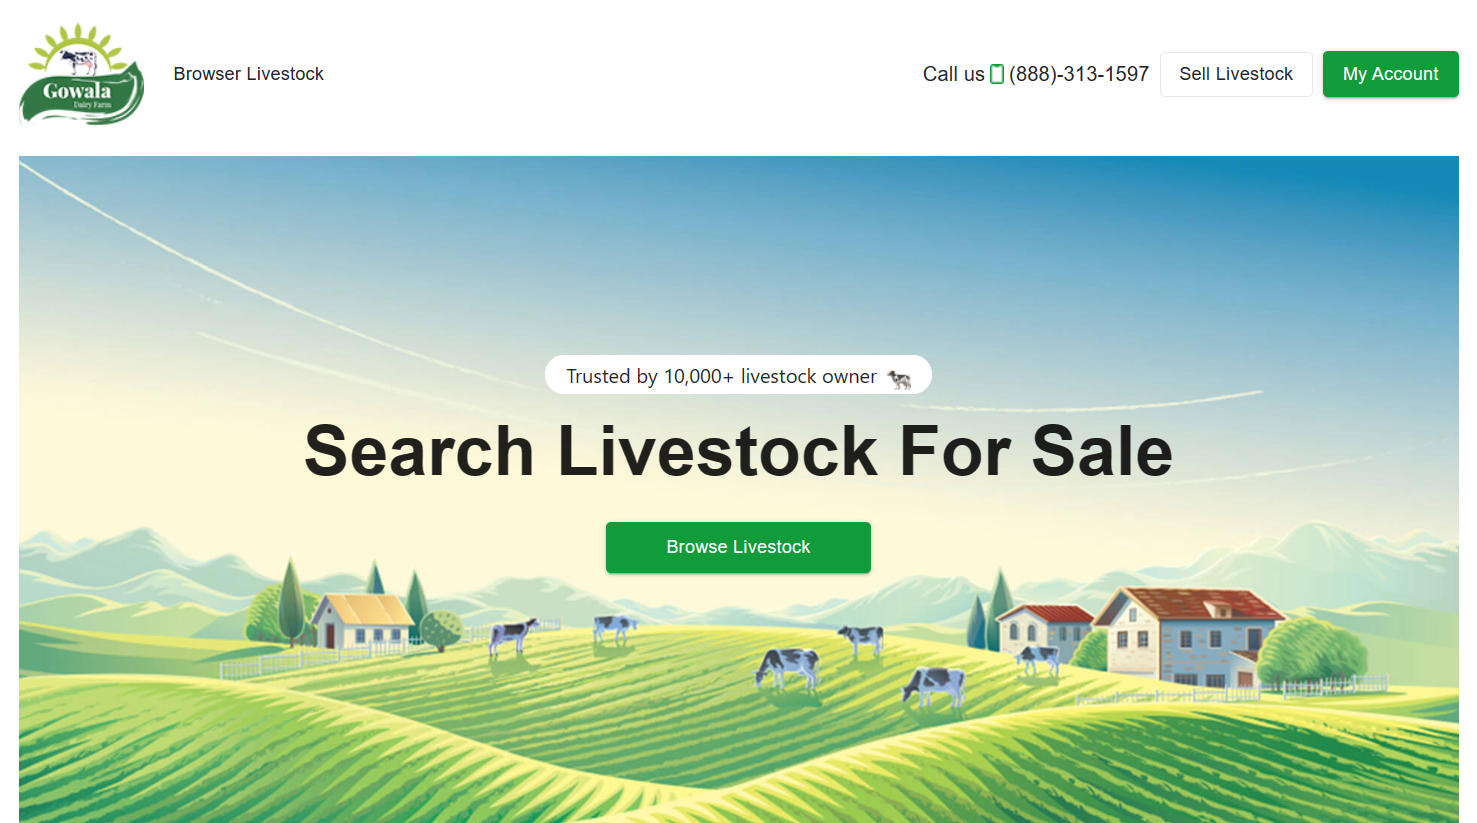 Gowala
Dairy Farm
Browser Livestock
Call us (888)-313-1597
Sell Livestock
My Account
Trusted by 10,000+ livestock owner
Search Livestock For Sale
Browse Livestock